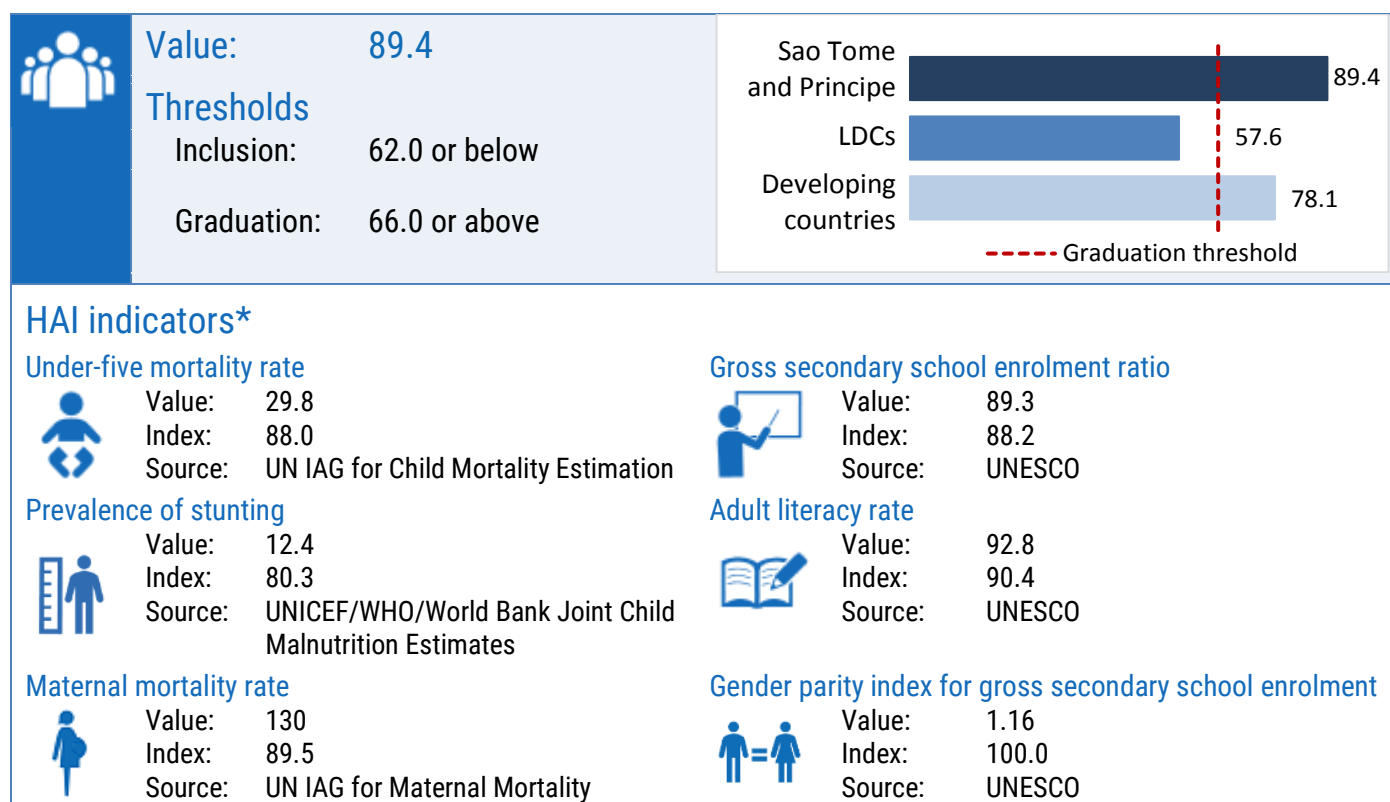 Value: 89.4
Thresholds
Inclusion: 62.0 or below
Graduation: 66.0 or above
Sao Tome
and Principe
89.4
LDCs
57.6
Developing
countries
78.1
Graduation threshold
HAI indicators*
Under-five mortality rate
Value: 29.8
Index: 88.0
Source: UN IAG for Child Mortality Estimation
Prevalence of stunting
Value: 12.4
Index: 80.3
Source: UNICEF/WHO/World Bank Joint Child
Malnutrition Estimates
Maternal mortality rate
Value: 130
Index: 89.5
Source: UN IAG for Maternal Mortality
Gross secondary school enrolment ratio
Value: 89.3
Index: 88.2
Source: UNESCO
Adult literacy rate
Value: 92.8
Index: 90.4
Source: UNESCO
Gender parity index for gross secondary school enrolment
Value: 1.16
Index: 100.0
Source: UNESCO